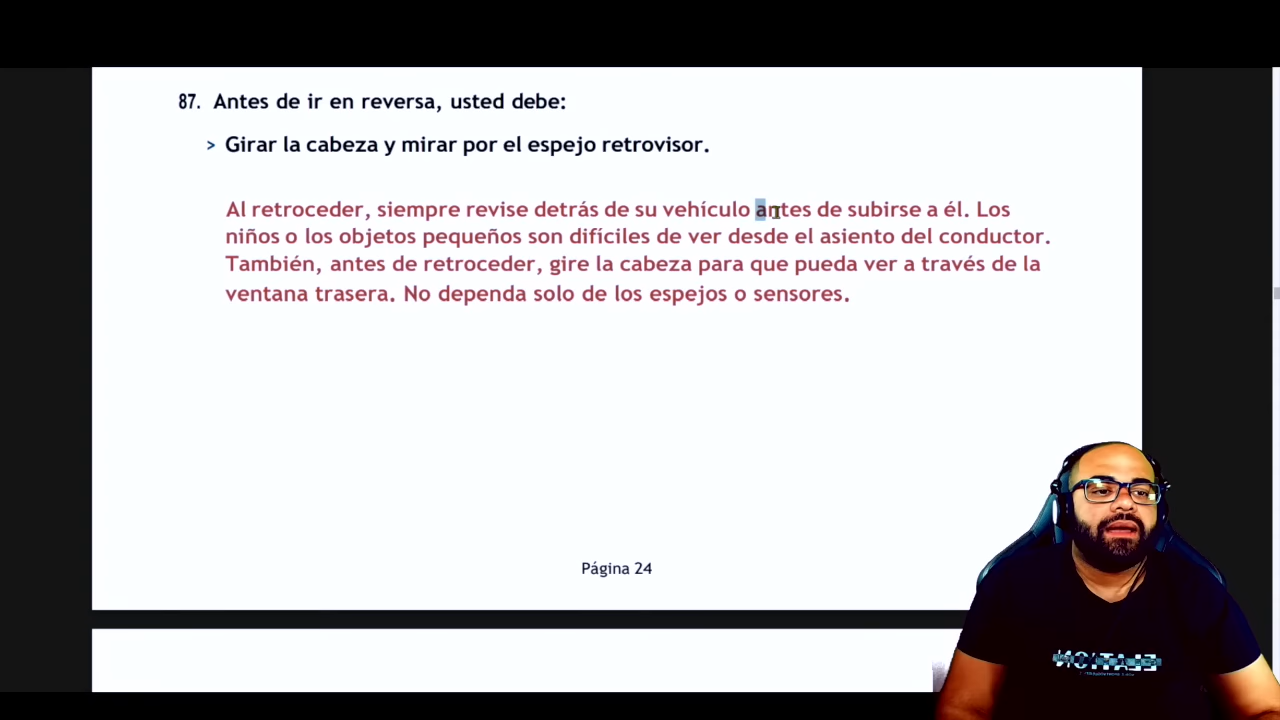 87. Antes de ir en reversa, usted debe:
> Girar la cabeza y mirar por el espejo retrovisor.
Al retroceder, siempre revise detrás de su vehículo antes de subirse a él. Los
niños o los objetos pequeños son difíciles de ver desde el asiento del conductor.
También, antes de retroceder, gire la cabeza para que pueda ver a través de la
ventana trasera. No dependa solo de los espejos o sensores.
Página 24